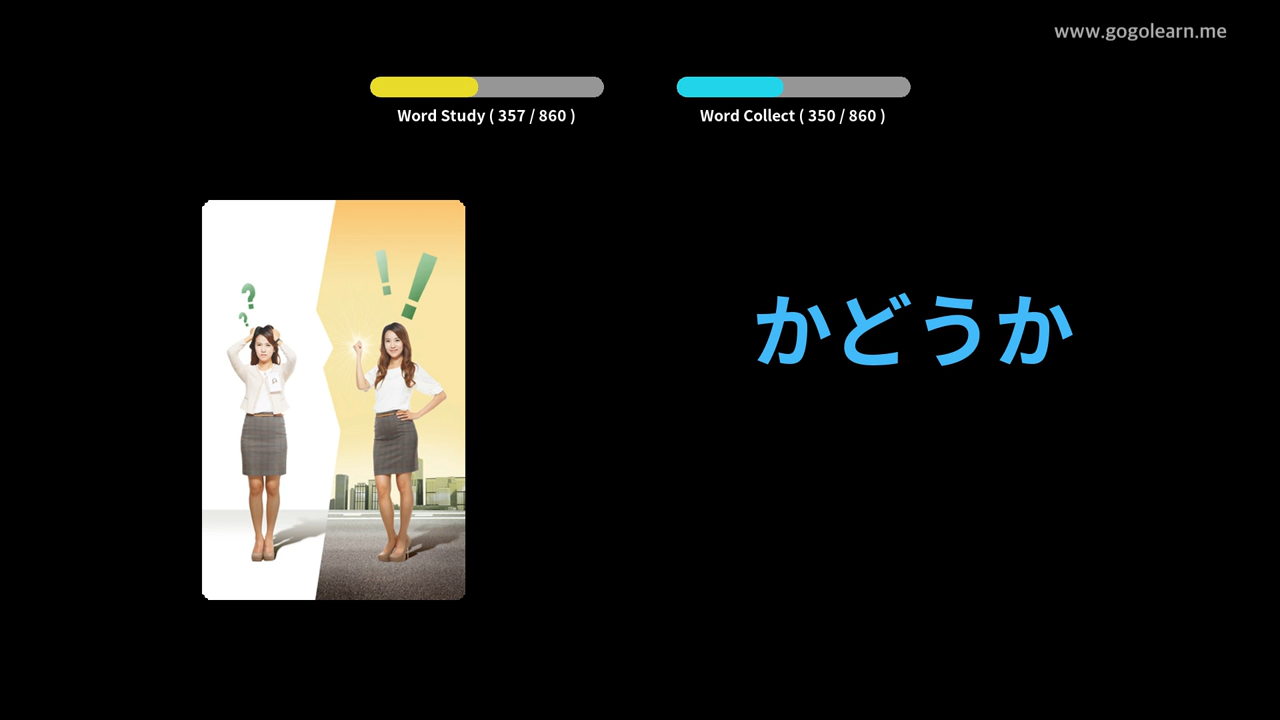 www.gogolearn.me
Word Study ( 357 / 860 )
Word Collect ( 350 / 860 )
? ?
! !
かどうか